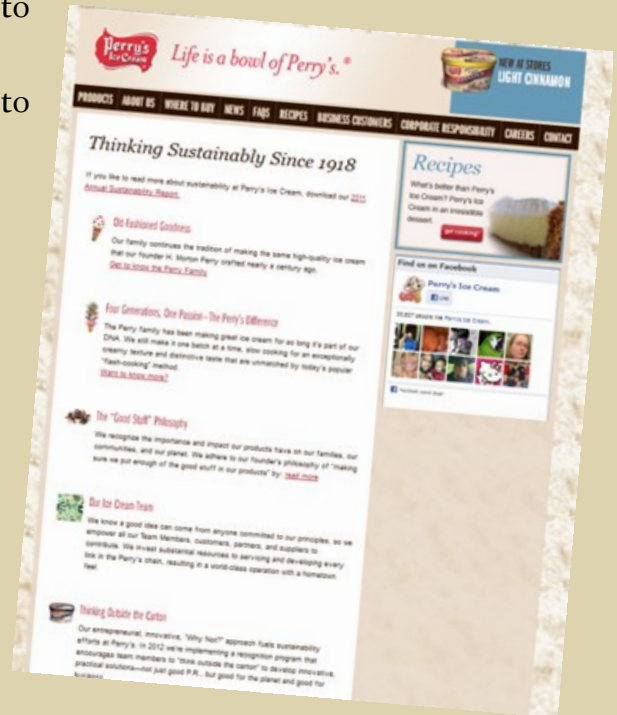 to
to
Perry's
Ice Cream
Life is a bowl of Perry's.®
NEW AT STORES
LIGHT CINNAMON
PRODUCTS ABOUT US WHERE TO BUY NEWS FAQS RECIPES BUSINESS CUSTOMERS CORPORATE RESPONSIBILITY CAREERS CONTACT
Thinking Sustainably Since 1918
If you like to read more about sustainability at Perry's Ice Cream, download our 2011
Annual Sustainability Report.
Old-Fashioned Goodness
Our family continues the tradition of making the same high-quality ice cream
that our founder H. Morton Perry crafted nearly a century ago.
Get to know the Perry Family
Four Generations, One Passion - The Perry's Difference
The Perry family has been making great ice cream for so long it's part of our
DNA. We still make it one batch at a time, slow cooking for an exceptionally
creamy texture and distinctive taste that are unmatched by today's popular
"flash-cooking" method.
Want to know more?
The "Good Stuff" Philosophy
We recognize the importance and impact our products have on our families, our
communities, and our planet. We adhere to our founder's philosophy of "making
sure we put enough of the good stuff in our products" by: read more
Our Ice Cream Team
We know a good idea can come from anyone committed to our principles, so we
empower all our Team Members, customers, partners, and suppliers to
contribute. We invest substantial resources to servicing and developing every
link in the Perry's chain, resulting in a world-class operation with a hometown
feel.
Thinking Outside the Carton
Our entrepreneurial, innovative, "Why Not?" approach fuels sustainability
efforts at Perry's. In 2012 we're implementing a recognition program that
encourages team members to "think outside the carton" to develop innovative,
practical solutions—not just good P.R., but good for the planet and good for
Recipes
What's better than Perry's
Ice Cream? Perry's Ice
Cream in an irresistible
dessert.
get cooking!
Find us on Facebook
Perry's Ice Cream
Like
people like Perry's Ice Cream.
Facebook social plugin